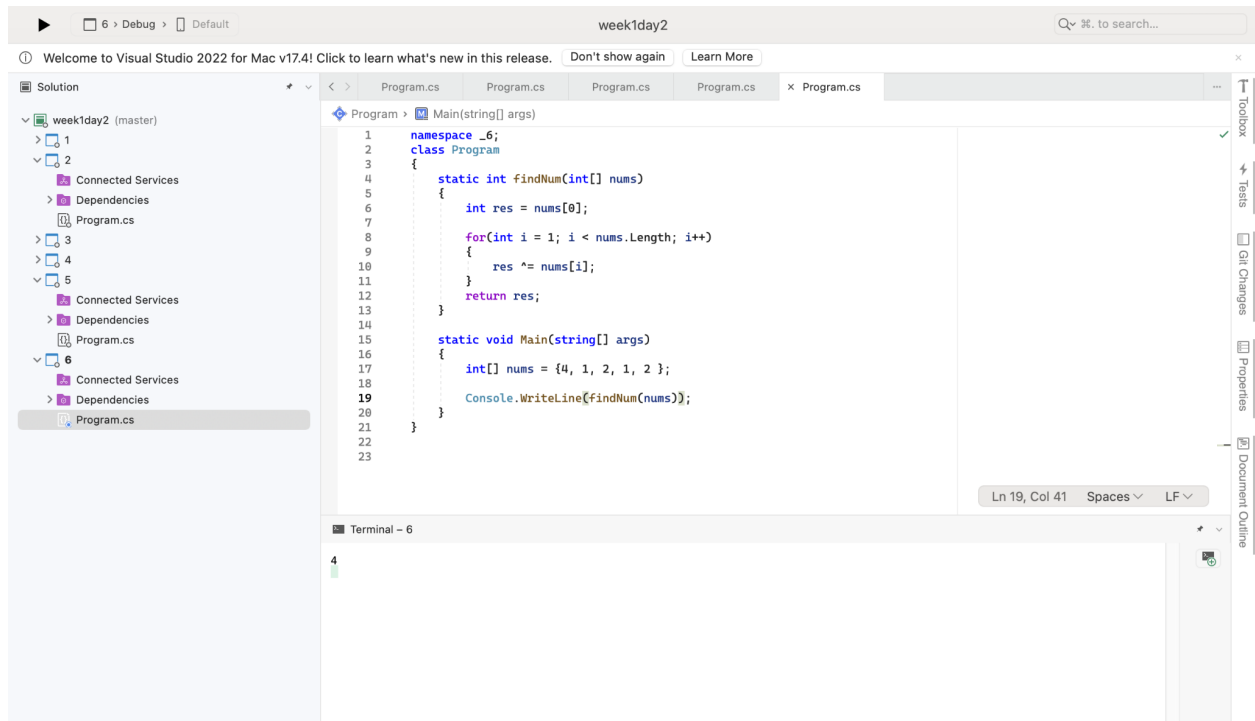 6 › Debug › Default
week1day2
⌘. to search...
Welcome to Visual Studio 2022 for Mac v17.4! Click to learn what's new in this release. Don't show again Learn More
Solution
week1day2 (master)
1
2
Connected Services
Dependencies
Program.cs
3
4
5
Connected Services
Dependencies
Program.cs
6
Connected Services
Dependencies
Program.cs
Program.cs Program.cs Program.cs Program.cs × Program.cs
Program › M Main(string[] args)
1 namespace _6;
2 class Program
3 {
4 static int findNum(int[] nums)
5 {
6 int res = nums[0];
7
8 for(int i = 1; i < nums.Length; i++)
9 {
10 res ^= nums[i];
11 }
12 return res;
13 }
14
15 static void Main(string[] args)
16 {
17 int[] nums = {4, 1, 2, 1, 2 };
18
19 Console.WriteLine(findNum(nums));
20 }
21 }
22
23
Ln 19, Col 41 Spaces LF
Terminal – 6
4
Toolbox
Tests
Git Changes
Properties
Document Outline